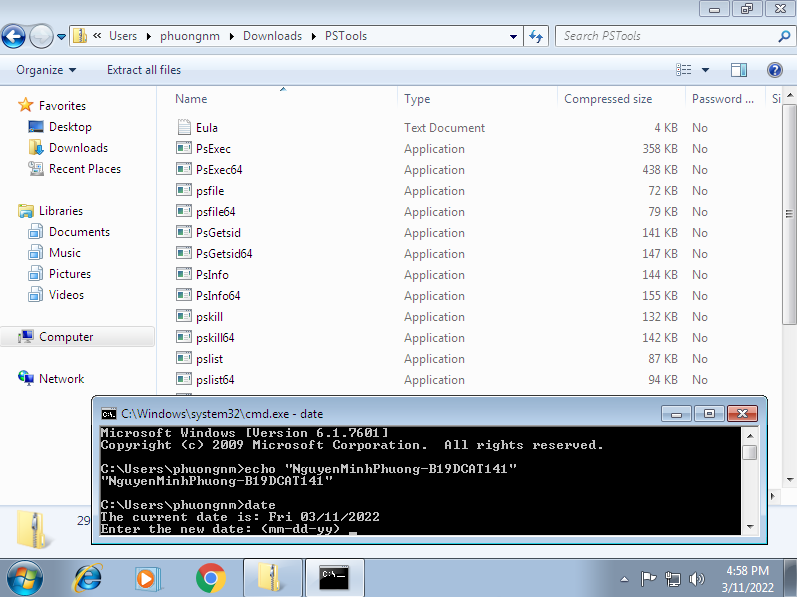 « Users ▸ phuongnm ▸ Downloads ▸ PSTools
Search PSTools
Organize Extract all files
Name Type Compressed size Password ... Si
Favorites
Desktop
Downloads
Recent Places
Libraries
Documents
Music
Pictures
Videos
Computer
Network
Eula Text Document 4 KB No
PsExec Application 358 KB No
PsExec64 Application 438 KB No
psfile Application 72 KB No
psfile64 Application 79 KB No
PsGetsid Application 141 KB No
PsGetsid64 Application 147 KB No
PsInfo Application 144 KB No
PsInfo64 Application 155 KB No
pskill Application 132 KB No
pskill64 Application 142 KB No
pslist Application 87 KB No
pslist64 Application 94 KB No
29
C:\Windows\system32\cmd.exe - date
Microsoft Windows [Version 6.1.7601]
Copyright (c) 2009 Microsoft Corporation.  All rights reserved.
C:\Users\phuongnm>echo "NguyenMinhPhuong-B19DCAT141"
"NguyenMinhPhuong-B19DCAT141"
C:\Users\phuongnm>date
The current date is: Fri 03/11/2022
Enter the new date: (mm-dd-yy) _
4:58 PM
3/11/2022